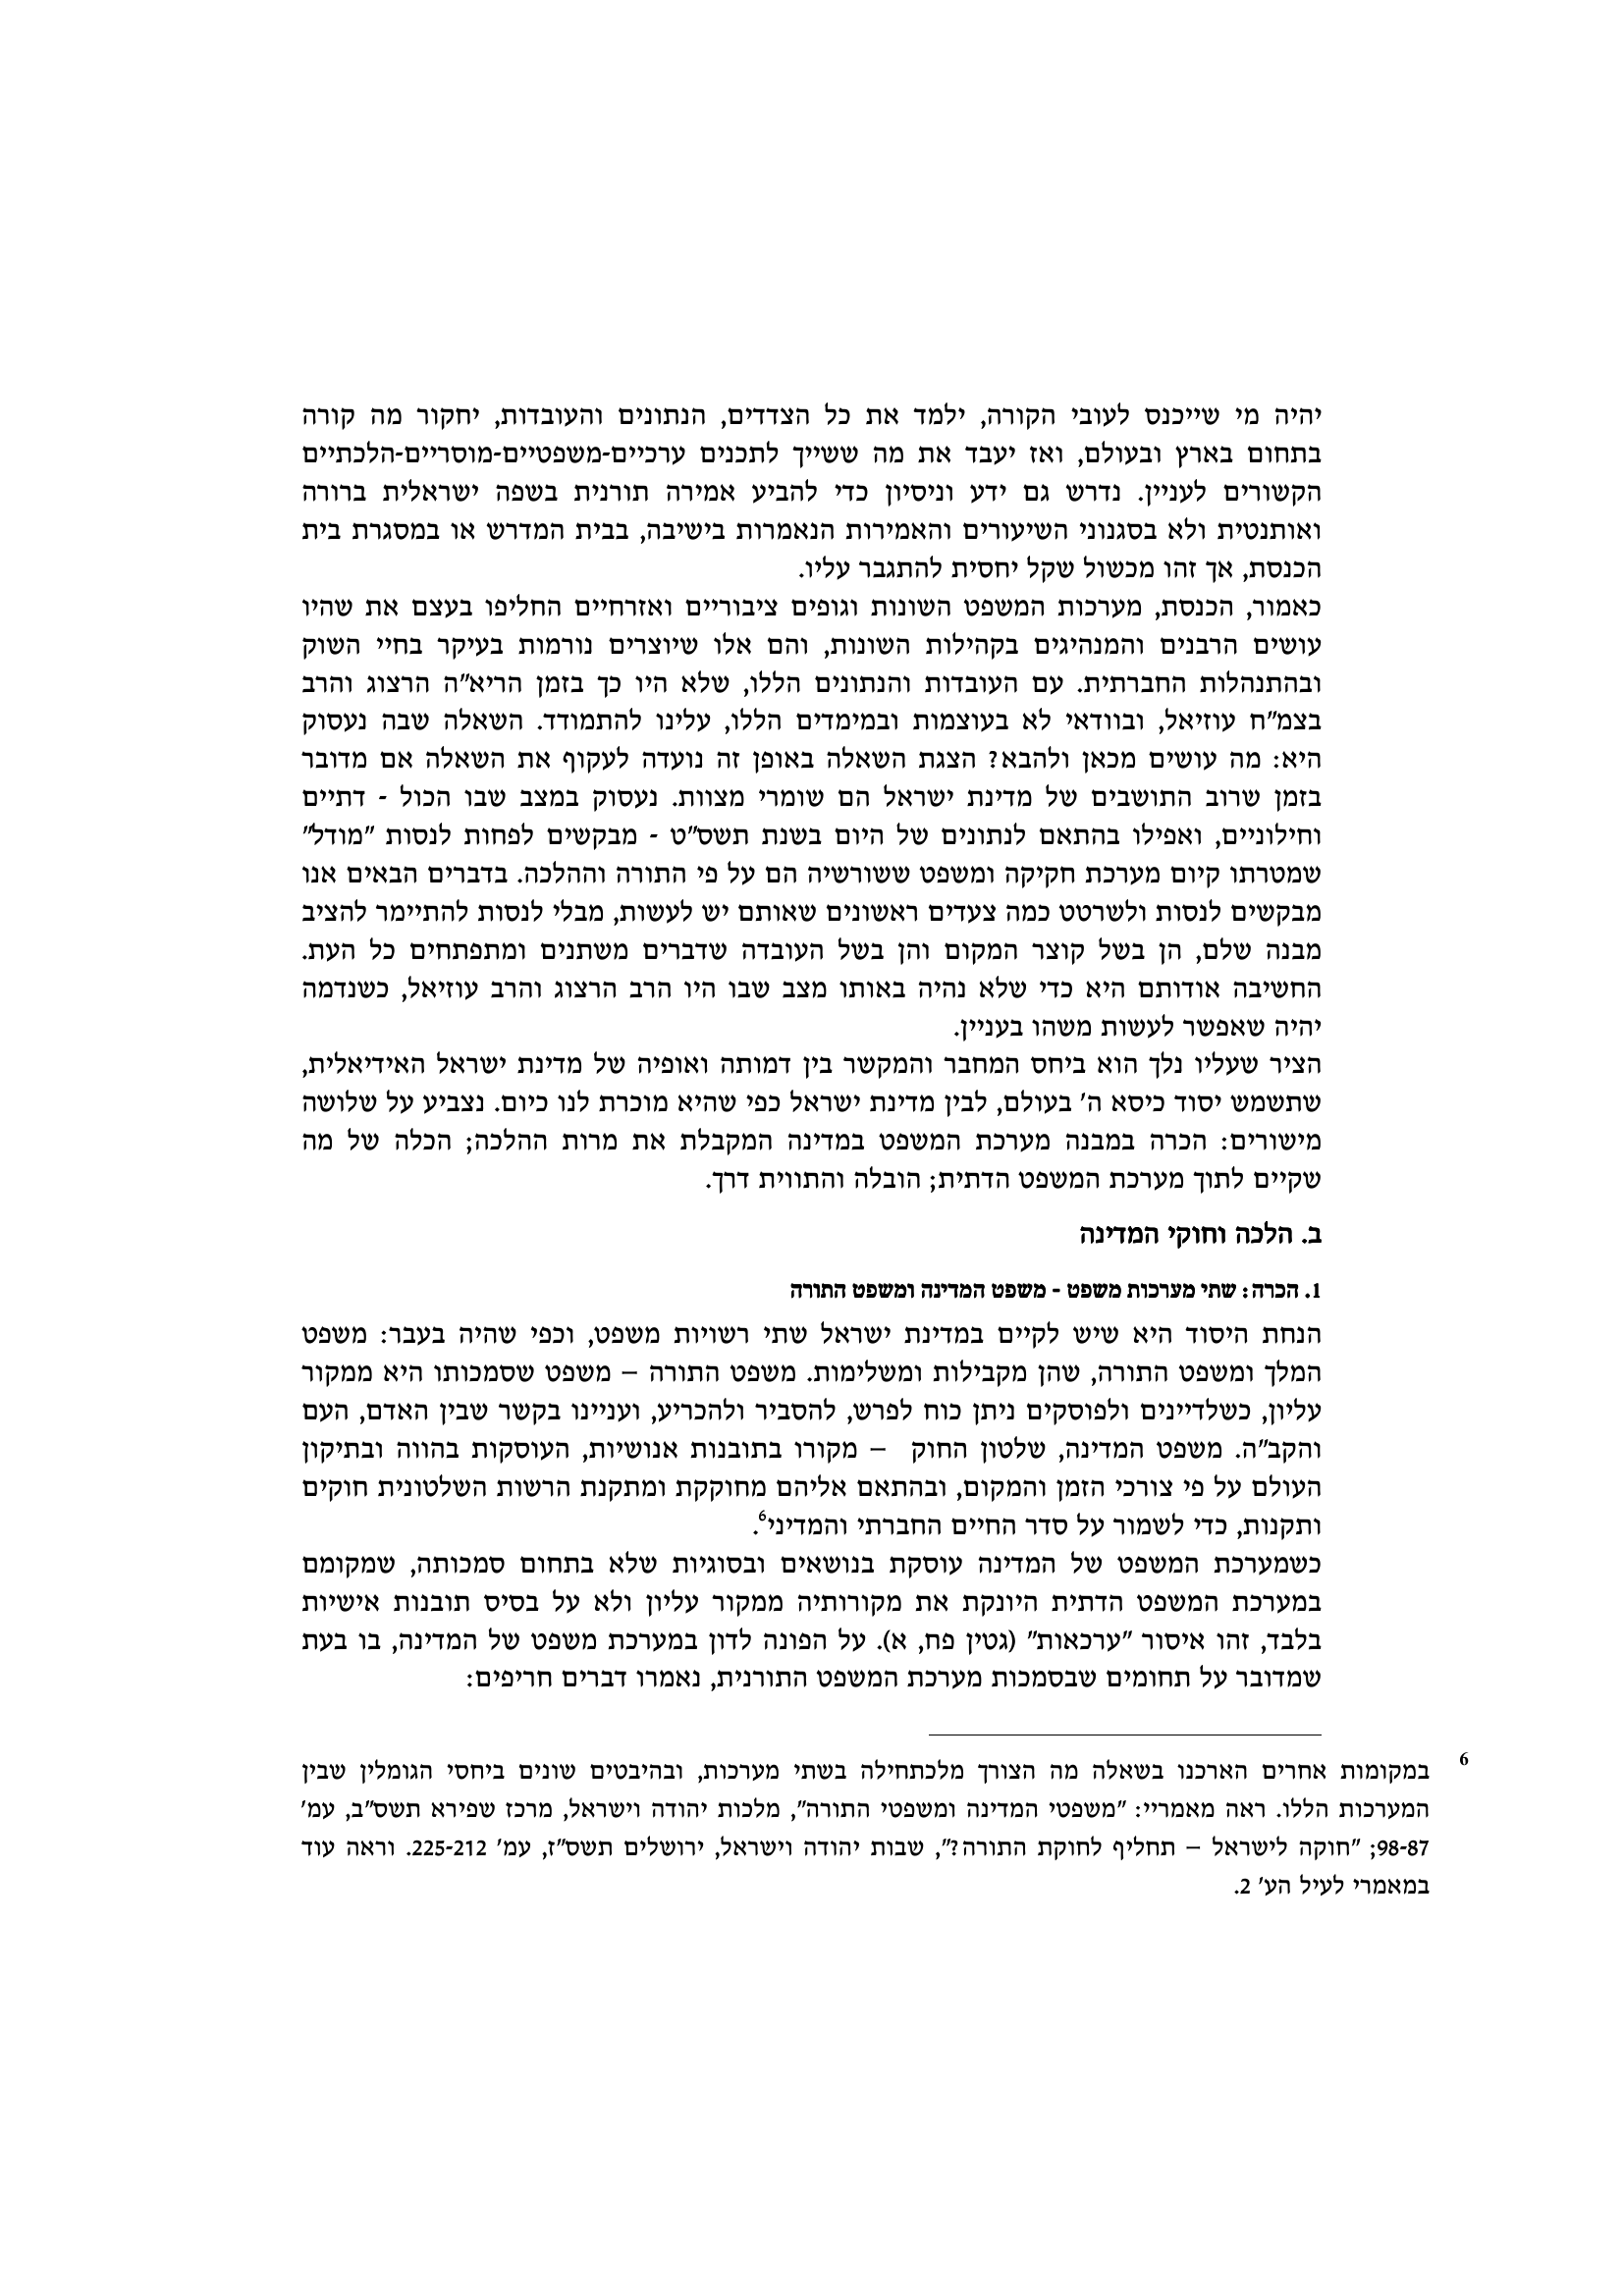 יהיה מי שייכנס לעובי הקורה, ילמד את כל הצדדים, הנתונים והעובדות, יחקור מה קורה
בתחום בארץ ובעולם, ואז יעבד את מה ששייך לתכנים ערכיים-משפטיים-מוסריים-הלכתיים
הקשורים לעניין. נדרש גם ידע וניסיון כדי להביע אמירה תורנית בשפה ישראלית ברורה
ואותנטית ולא בסגנוני השיעורים והאמירות הנאמרות בישיבה, בבית המדרש או במסגרת בית
הכנסת, אך זהו מכשול שקל יחסית להתגבר עליו.
כאמור, הכנסת, מערכות המשפט השונות וגופים ציבוריים ואזרחיים החליפו בעצם את שהיו
עושים הרבנים והמנהיגים בקהילות השונות, והם אלו שיוצרים נורמות בעיקר בחיי השוק
ובהתנהלות החברתית. עם העובדות והנתונים הללו, שלא היו כך בזמן הריא"ה הרצוג והרב
בצמ"ח עוזיאל, ובוודאי לא בעוצמות ובמימדים הללו, עלינו להתמודד. השאלה שבה נעסוק
היא: מה עושים מכאן ולהבא? הצגת השאלה באופן זה נועדה לעקוף את השאלה אם מדובר
בזמן שרוב התושבים של מדינת ישראל הם שומרי מצוות. נעסוק במצב שבו הכול - דתיים
וחילוניים, ואפילו בהתאם לנתונים של היום בשנת תשס"ט - מבקשים לפחות לנסות "מודל"
שמטרתו קיום מערכת חקיקה ומשפט ששורשיה הם על פי התורה וההלכה. בדברים הבאים אנו
מבקשים לנסות ולשרטט כמה צעדים ראשונים שאותם יש לעשות, מבלי לנסות להתיימר להציב
מבנה שלם, הן בשל קוצר המקום והן בשל העובדה שדברים משתנים ומתפתחים כל העת.
החשיבה אודותם היא כדי שלא נהיה באותו מצב שבו היו הרב הרצוג והרב עוזיאל, כשנדמה
יהיה שאפשר לעשות משהו בעניין.
הציר שעליו נלך הוא ביחס המחבר והמקשר בין דמותה ואופיה של מדינת ישראל האידיאלית,
שתשמש יסוד כיסא ה' בעולם, לבין מדינת ישראל כפי שהיא מוכרת לנו כיום. נצביע על שלושה
מישורים: הכרה במבנה מערכת המשפט במדינה המקבלת את מרות ההלכה; הכלה של מה
שקיים לתוך מערכת המשפט הדתית; הובלה והתווית דרך.
ב. הלכה וחוקי המדינה
1. הכרה: שתי מערכות משפט - משפט המדינה ומשפט התורה
הנחת היסוד היא שיש לקיים במדינת ישראל שתי רשויות משפט, וכפי שהיה בעבר: משפט
המלך ומשפט התורה, שהן מקבילות ומשלימות. משפט התורה – משפט שסמכותו היא ממקור
עליון, כשלדיינים ולפוסקים ניתן כוח לפרש, להסביר ולהכריע, ועניינו בקשר שבין האדם, העם
והקב"ה. משפט המדינה, שלטון החוק – מקורו בתובנות אנושיות, העוסקות בהווה ובתיקון
העולם על פי צורכי הזמן והמקום, ובהתאם אליהם מחוקקת ומתקנת הרשות השלטונית חוקים
ותקנות, כדי לשמור על סדר החיים החברתי והמדיני6.
כשמערכת המשפט של המדינה עוסקת בנושאים ובסוגיות שלא בתחום סמכותה, שמקומם
במערכת המשפט הדתית היונקת את מקורותיה ממקור עליון ולא על בסיס תובנות אישיות
בלבד, זהו איסור "ערכאות" (גטין פח, א). על הפונה לדון במערכת משפט של המדינה, בו בעת
שמדובר על תחומים שבסמכות מערכת המשפט התורנית, נאמרו דברים חריפים:
6 במקומות אחרים הארכנו בשאלה מה הצורך מלכתחילה בשתי מערכות, ובהיבטים שונים ביחסי הגומלין שבין
המערכות הללו. ראה מאמריי: "משפטי המדינה ומשפטי התורה", מלכות יהודה וישראל, מרכז שפירא תשס"ב, עמ'
98-87; "חוקה לישראל – תחליף לחוקת התורה?", שבות יהודה וישראל, ירושלים תשס"ז, עמ' 225-212. וראה עוד
במאמרי לעיל הע' 2.